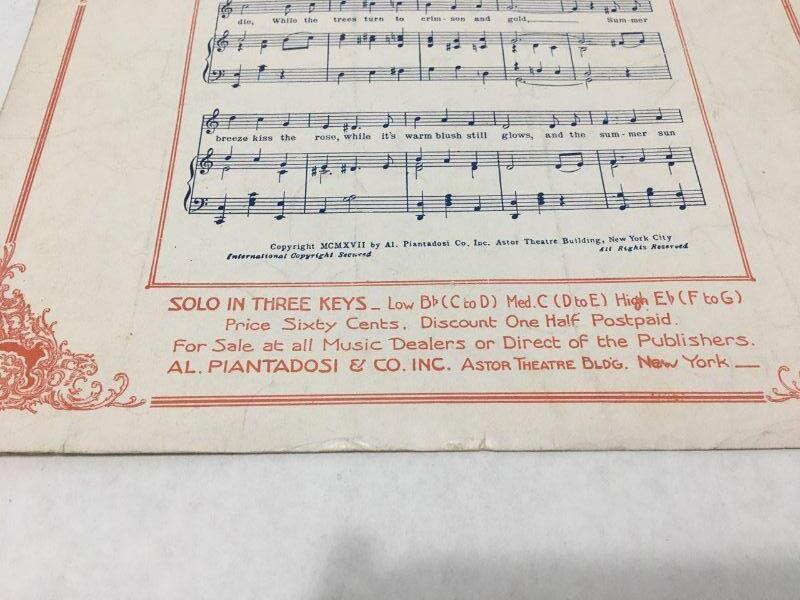 die, While the trees turn to crim-son and gold, Sum-mer
breeze kiss the rose, while it's warm blush still glows, and the sum-mer sun
Copyright MCMXVII by Al. Piantadosi Co. Inc. Astor Theatre Building, New York City
International Copyright Secured All Rights Reserved
SOLO IN THREE KEYS_ Low B♭ (C to D) Med. C (D to E) High E♭ (F to G)
Price Sixty Cents. Discount One Half Postpaid.
For Sale at all Music Dealers or Direct of the Publishers.
AL. PIANTADOSI & CO. INC. ASTOR THEATRE BLDG. New York —